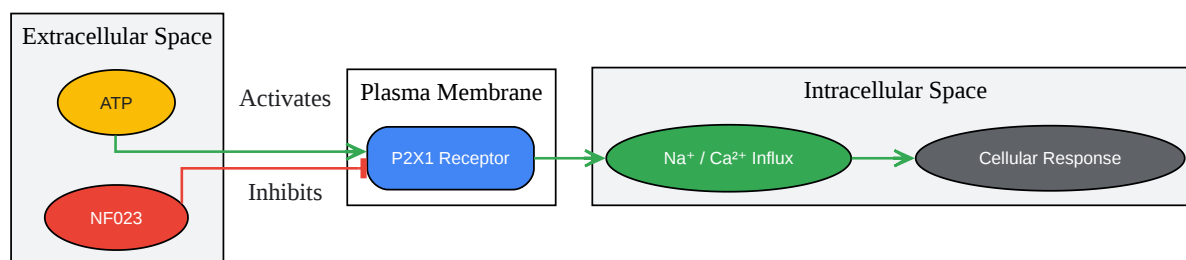 Extracellular Space
ATP
NF023
Activates
Inhibits
Plasma Membrane
P2X1 Receptor
Intracellular Space
Na⁺ / Ca²⁺ Influx
Cellular Response